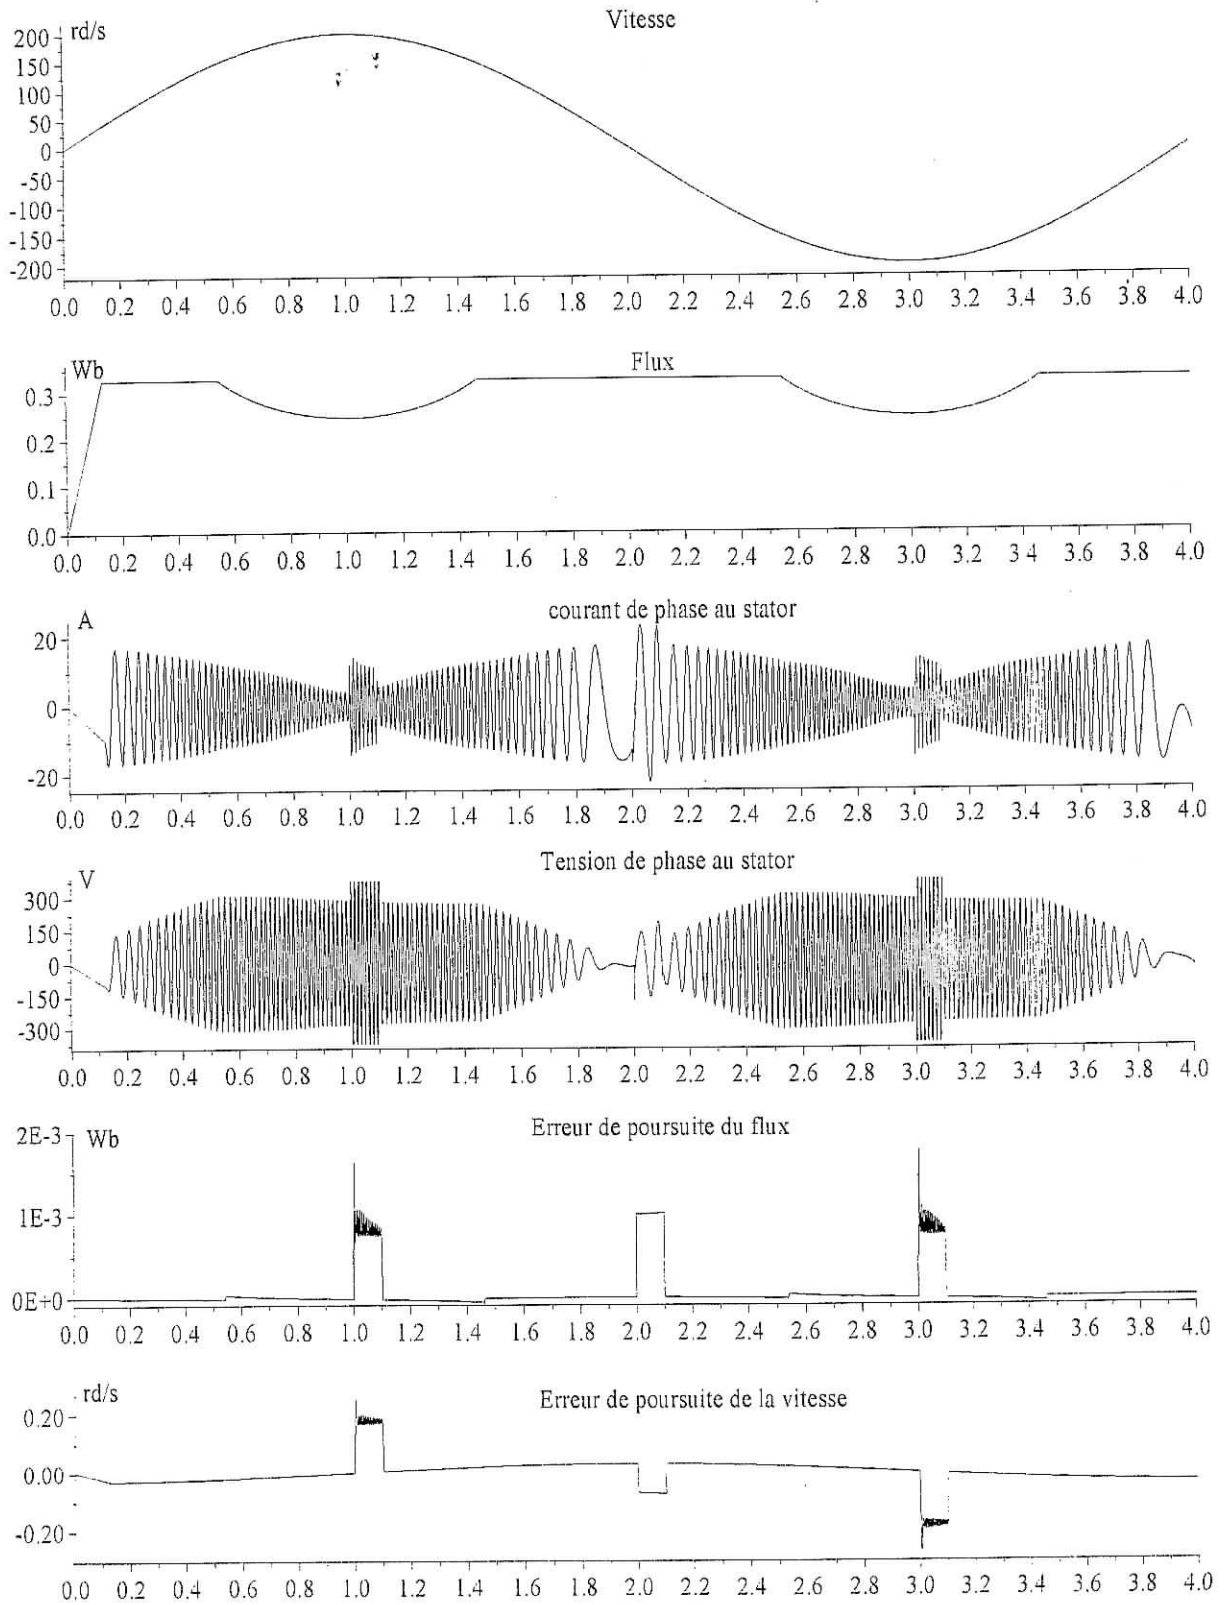 Vitesse
rd/s
200
150
100
50
0
-50
-100
-150
-200
0.0 0.2 0.4 0.6 0.8 1.0 1.2 1.4 1.6 1.8 2.0 2.2 2.4 2.6 2.8 3.0 3.2 3.4 3.6 3.8 4.0
Flux
Wb
0.3
0.2
0.1
0.0
0.0 0.2 0.4 0.6 0.8 1.0 1.2 1.4 1.6 1.8 2.0 2.2 2.4 2.6 2.8 3.0 3.2 3 4 3.6 3.8 4.0
courant de phase au stator
A
20
0
-20
0.0 0.2 0.4 0.6 0.8 1.0 1.2 1.4 1.6 1.8 2.0 2.2 2.4 2.6 2.8 3.0 3.2 3.4 3.6 3.8 4.0
Tension de phase au stator
V
300
150
0
-150
-300
0.0 0.2 0.4 0.6 0.8 1.0 1.2 1.4 1.6 1.8 2.0 2.2 2.4 2.6 2.8 3.0 3.2 3.4 3.6 3.8 4.0
Erreur de poursuite du flux
2E-3 Wb
1E-3
0E+0
0.0 0.2 0.4 0.6 0.8 1.0 1.2 1.4 1.6 1.8 2.0 2.2 2.4 2.6 2.8 3.0 3.2 3.4 3.6 3.8 4.0
rd/s
Erreur de poursuite de la vitesse
0.20
0.00
-0.20
0.0 0.2 0.4 0.6 0.8 1.0 1.2 1.4 1.6 1.8 2.0 2.2 2.4 2.6 2.8 3.0 3.2 3.4 3.6 3.8 4.0